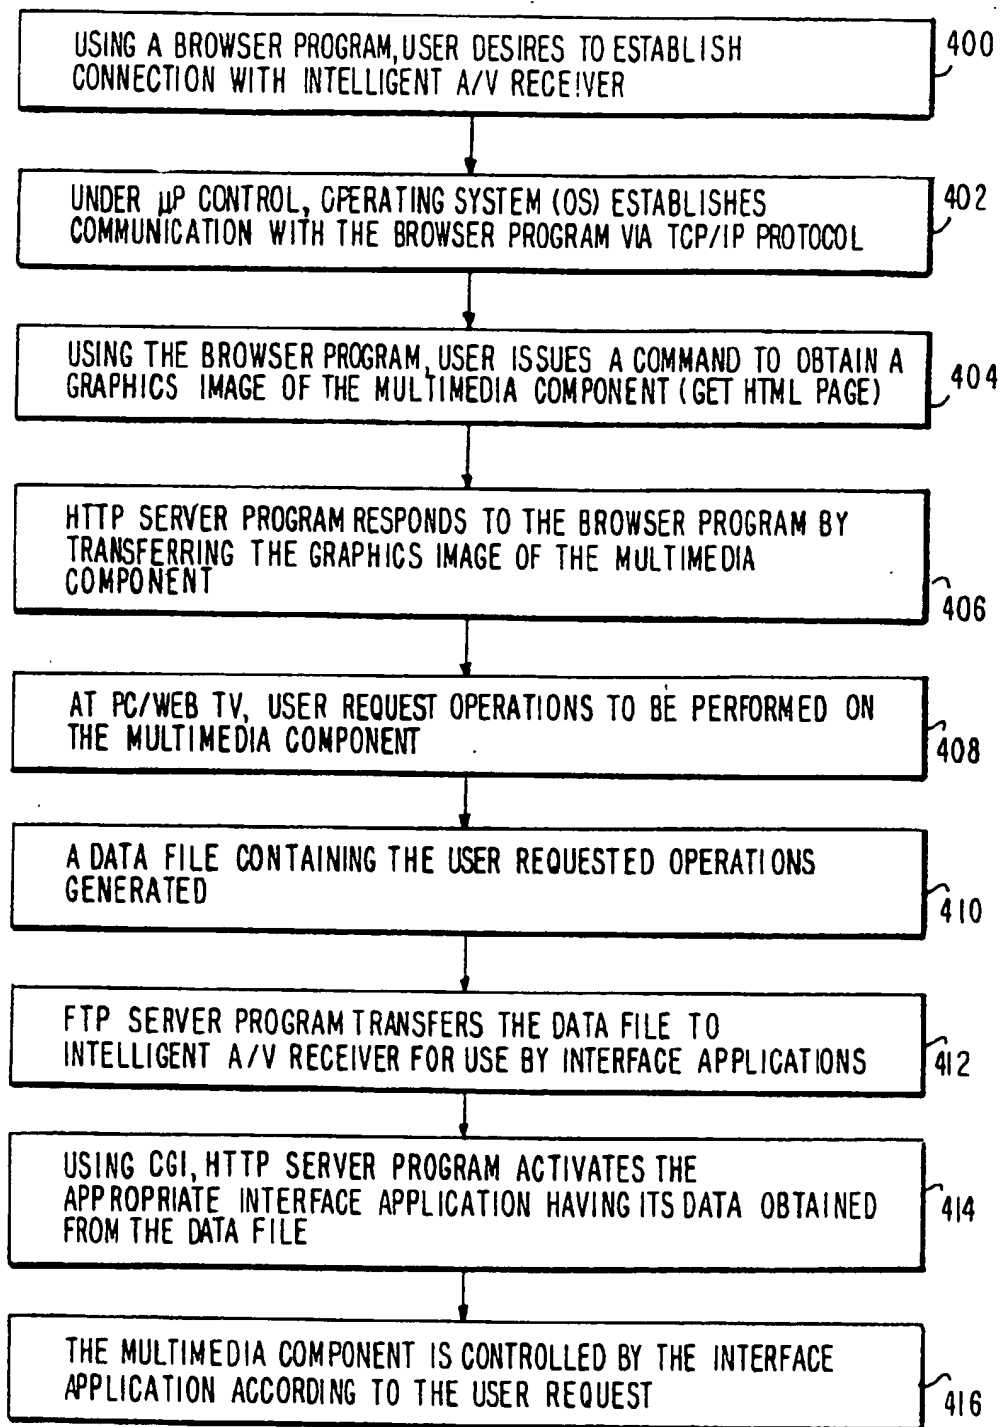 USING A BROWSER PROGRAM, USER DESIRES TO ESTABLISH
CONNECTION WITH INTELLIGENT A/V RECEIVER
400
UNDER μP CONTROL, OPERATING SYSTEM (OS) ESTABLISHES
COMMUNICATION WITH THE BROWSER PROGRAM VIA TCP/IP PROTOCOL
402
USING THE BROWSER PROGRAM, USER ISSUES A COMMAND TO OBTAIN A
GRAPHICS IMAGE OF THE MULTIMEDIA COMPONENT (GET HTML PAGE)
404
HTTP SERVER PROGRAM RESPONDS TO THE BROWSER PROGRAM BY
TRANSFERRING THE GRAPHICS IMAGE OF THE MULTIMEDIA
COMPONENT
406
AT PC/WEB TV, USER REQUEST OPERATIONS TO BE PERFORMED ON
THE MULTIMEDIA COMPONENT
408
A DATA FILE CONTAINING THE USER REQUESTED OPERATIONS
GENERATED
410
FTP SERVER PROGRAM TRANSFERS THE DATA FILE TO
INTELLIGENT A/V RECEIVER FOR USE BY INTERFACE APPLICATIONS
412
USING CGI, HTTP SERVER PROGRAM ACTIVATES THE
APPROPRIATE INTERFACE APPLICATION HAVING ITS DATA OBTAINED
FROM THE DATA FILE
414
THE MULTIMEDIA COMPONENT IS CONTROLLED BY THE INTERFACE
APPLICATION ACCORDING TO THE USER REQUEST
416